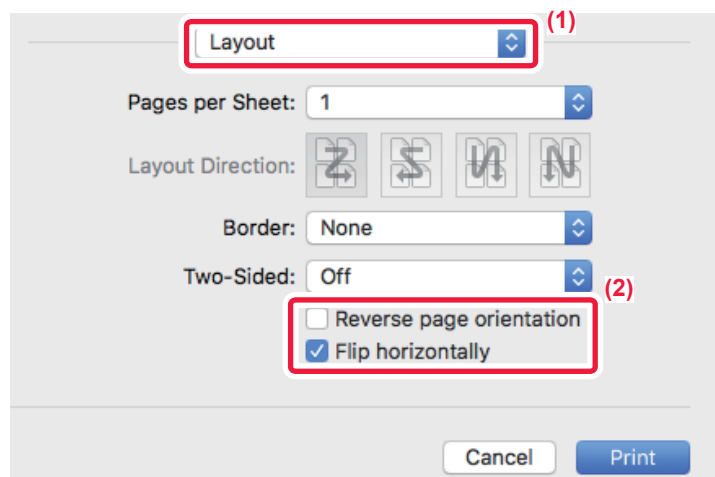 (1)
Layout
Pages per Sheet: 1
Layout Direction:
Border: None
Two-Sided: Off
(2)
Reverse page orientation
Flip horizontally
Cancel Print